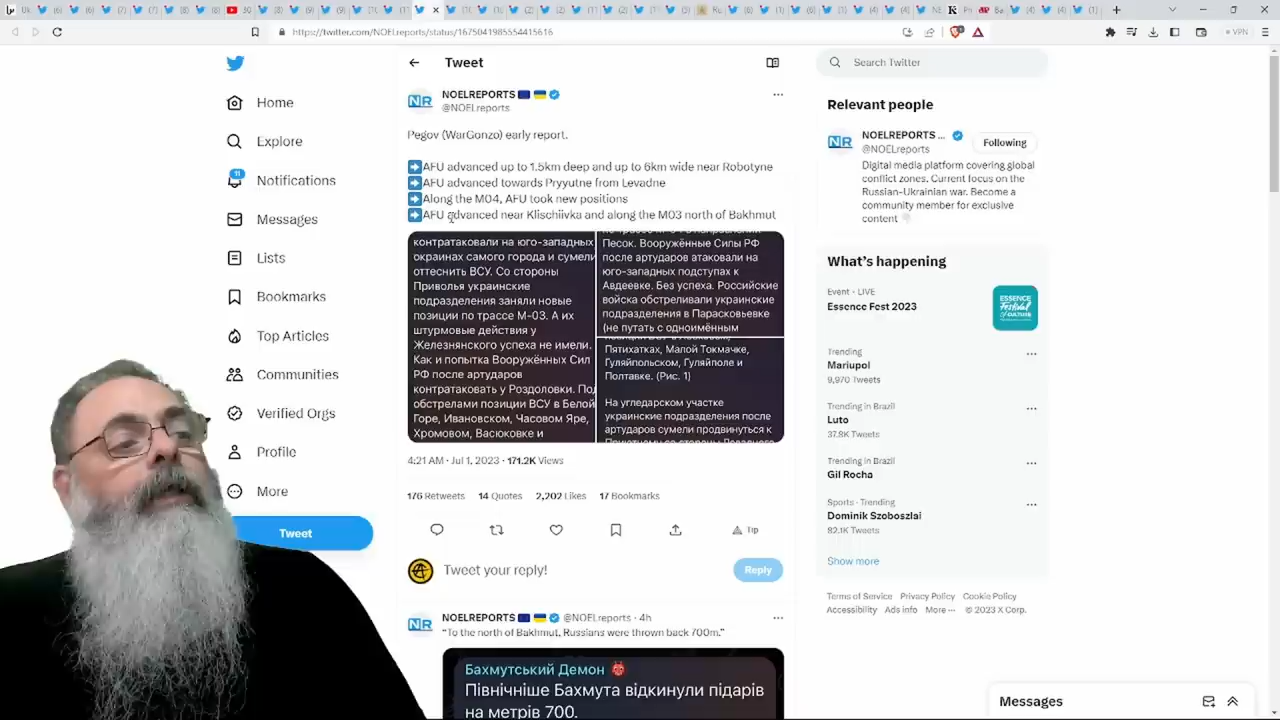 https://twitter.com/NOELreports/status/1675041985554415616
VPN
Tweet
Search Twitter
Home
Explore
11
Notifications
Messages
Lists
Bookmarks
Top Articles
Communities
Verified Orgs
Profile
More
Tweet
NOELREPORTS
@NOELreports
Pegov (WarGonzo) early report.
AFU advanced up to 1.5km deep and up to 6km wide near Robotyne
AFU advanced towards Pryyutne from Levadne
Along the M04, AFU took new positions
AFU advanced near Klischiivka and along the M03 north of Bakhmut
контратаковали на юго-западных
окраинах самого города и сумели
оттеснить ВСУ. Со стороны
Приволья украинские
подразделения заняли новые
позиции по трассе М-03. А их
штурмовые действия у
Железнянского успеха не имели.
Как и попытка Вооружённых Сил
РФ после артударов
контратаковать у Роздоловки. Под
обстрелами позиции ВСУ в Белой
Горе, Ивановском, Часовом Яре,
Хромовом, Васюковке и
Песок. Вооружённые Силы РФ
после артударов атаковали на
юго-западных подступах к
Авдеевке. Без успеха. Российские
войска обстреливали украинские
подразделения в Парасковьевке
(не путать с одноимённым
Пятихатках, Малой Токмачке,
Гуляйпольском, Гуляйполе и
Полтавке. (Рис. 1)
На угледарском участке
украинские подразделения после
артударов сумели продвинуться к
4:21 AM · Jul 1, 2023 · 171.2K Views
176 Retweets 14 Quotes 2,202 Likes 17 Bookmarks
Tip
Tweet your reply!
Reply
NOELREPORTS @NOELreports · 4h
"To the north of Bakhmut, Russians were thrown back 700m."
Бахмутський Демон
Північніше Бахмута відкинули підарів
на метрів 700.
Relevant people
NOELREPORTS ...
@NOELreports
Following
Digital media platform covering global
conflict zones. Current focus on the
Russian-Ukrainian war. Become a
community member for exclusive
content
What's happening
Event · LIVE
Essence Fest 2023
ESSENCE
Festival
OF CULTURE
Trending
Mariupol
9,970 Tweets
Trending in Brazil
Luto
37.8K Tweets
Trending in Brazil
Gil Rocha
Sports · Trending
Dominik Szoboszlai
82.1K Tweets
Show more
Terms of Service Privacy Policy Cookie Policy
Accessibility Ads info More ··· © 2023 X Corp.
Messages